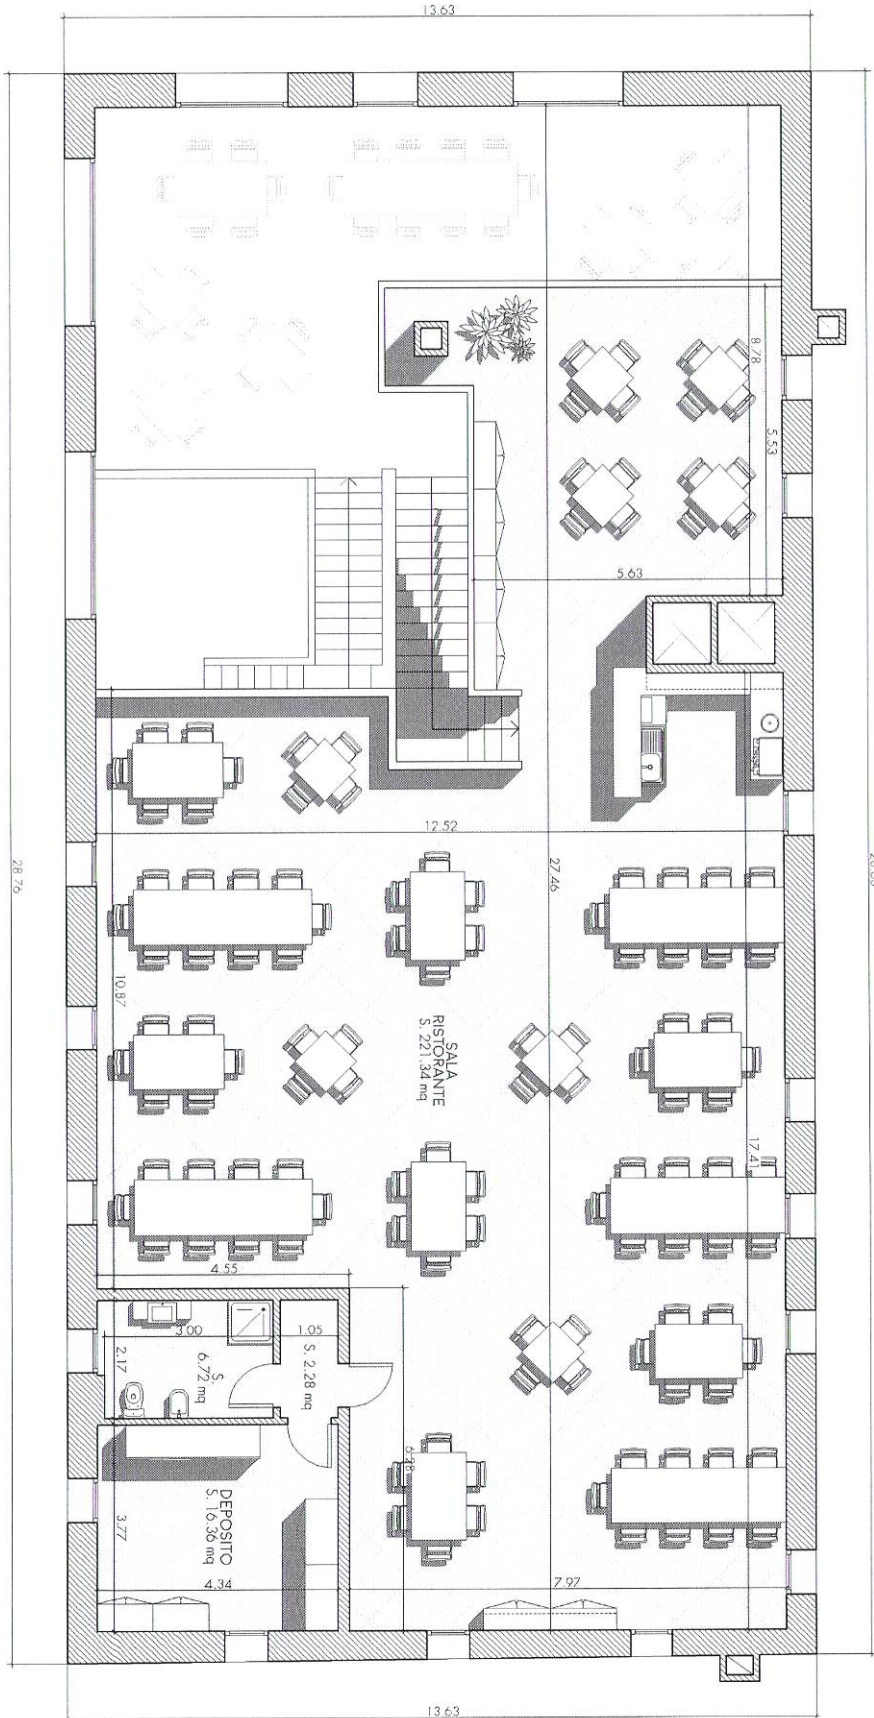 13.63
28.76
8.78
5.53
5.63
12.52
27.46
10.87
SALA
RISTORANTE
S. 221.34 mq
17.41
4.55
3.00
1.05
2.17
S.
6.72 mq
S. 2.28 mq
6.28
DEPOSITO
S. 16.36 mq
3.77
4.34
7.97
13.63